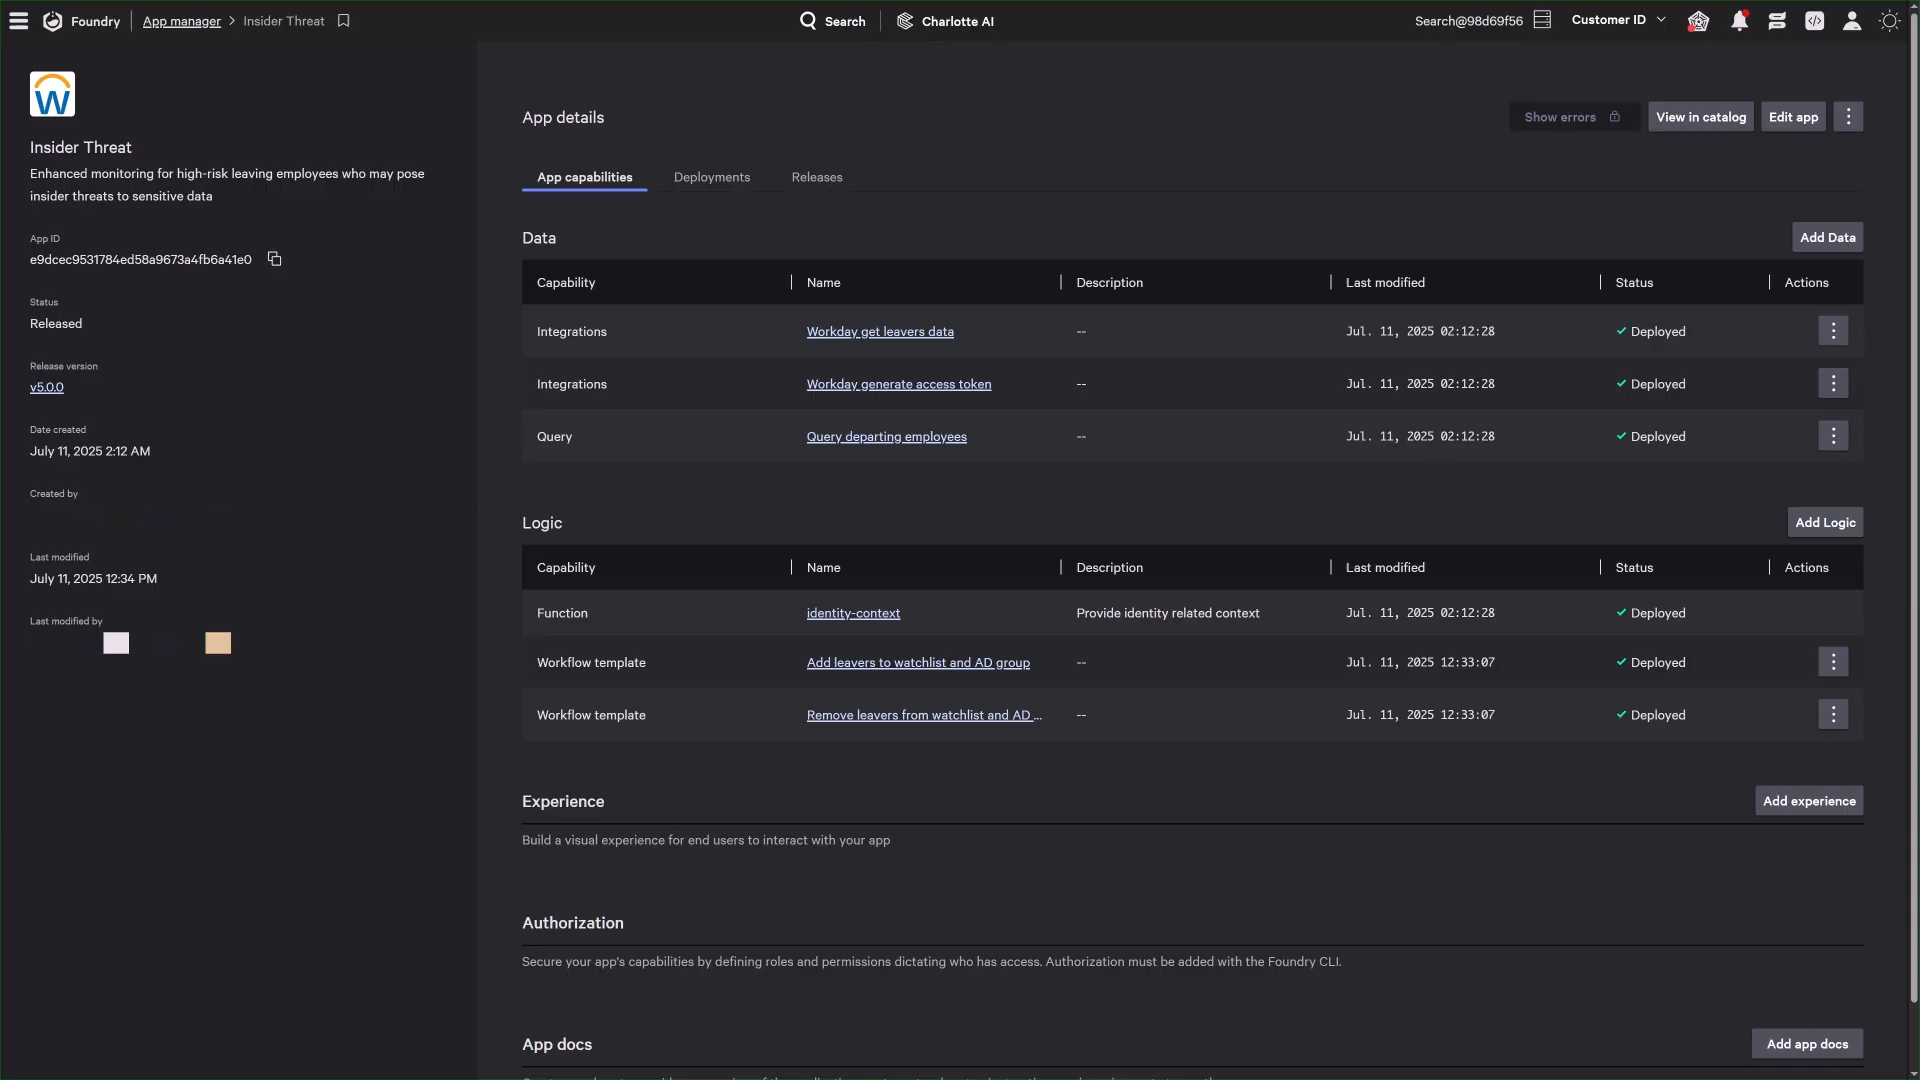 Foundry
App manager > Insider Threat
Search
Charlotte AI
Search@98d69f56
Customer ID
W
Insider Threat
Enhanced monitoring for high-risk leaving employees who may pose
insider threats to sensitive data
App ID
e9dcec9531784ed58a9673a4fb6a41e0
Status
Released
Release version
v5.0.0
Date created
July 11, 2025 2:12 AM
Created by
Last modified
July 11, 2025 12:34 PM
Last modified by
App details
Show errors
View in catalog
Edit app
App capabilities
Deployments
Releases
Data
Add Data
Capability Name Description Last modified Status Actions
Integrations Workday get leavers data -- Jul. 11, 2025 02:12:28 Deployed
Integrations Workday generate access token -- Jul. 11, 2025 02:12:28 Deployed
Query Query departing employees -- Jul. 11, 2025 02:12:28 Deployed
Logic
Add Logic
Capability Name Description Last modified Status Actions
Function identity-context Provide identity related context Jul. 11, 2025 02:12:28 Deployed
Workflow template Add leavers to watchlist and AD group -- Jul. 11, 2025 12:33:07 Deployed
Workflow template Remove leavers from watchlist and AD ... -- Jul. 11, 2025 12:33:07 Deployed
Experience
Add experience
Build a visual experience for end users to interact with your app
Authorization
Secure your app's capabilities by defining roles and permissions dictating who has access. Authorization must be added with the Foundry CLI.
App docs
Add app docs